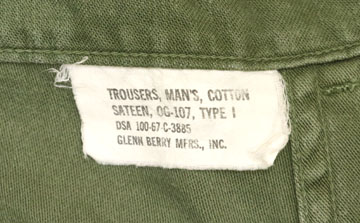 TROUSERS, MAN'S, COTTON
SATEEN, OG-107, TYPE I
DSA 100-67-C-3885
GLENN BERRY MFRS., INC.